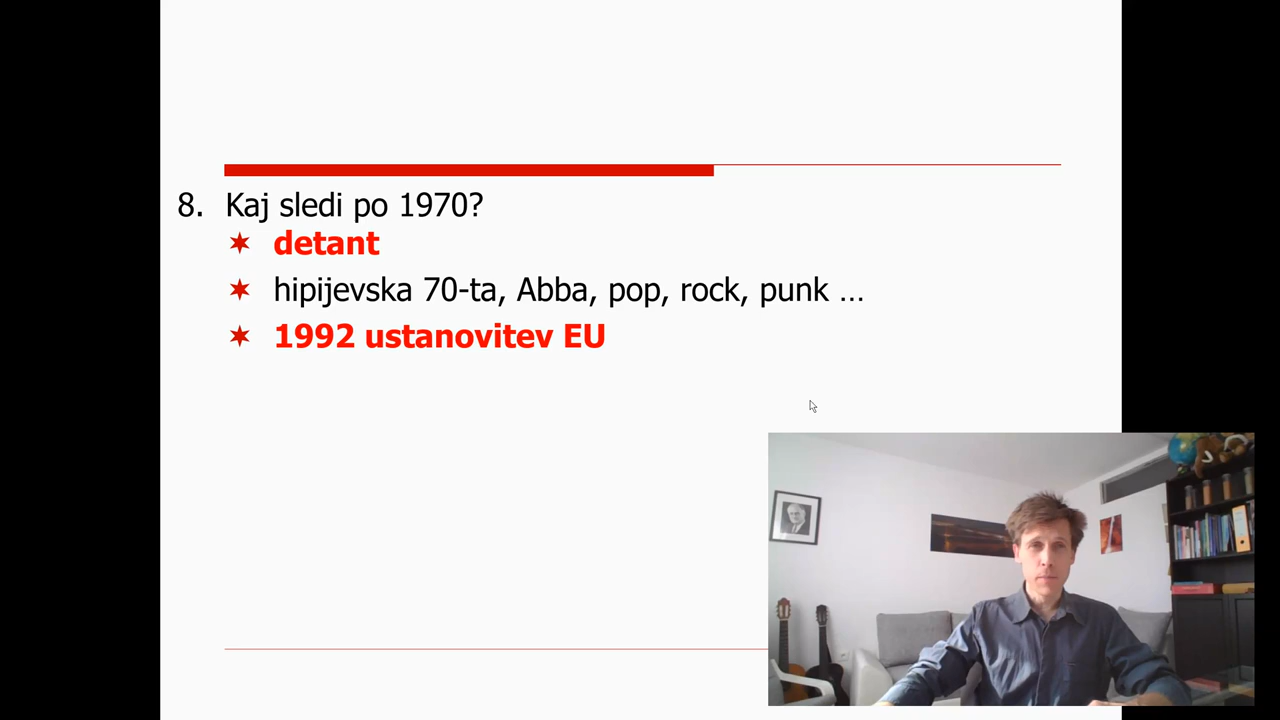 8. Kaj sledi po 1970?
detant
hipijevska 70-ta, Abba, pop, rock, punk …
1992 ustanovitev EU